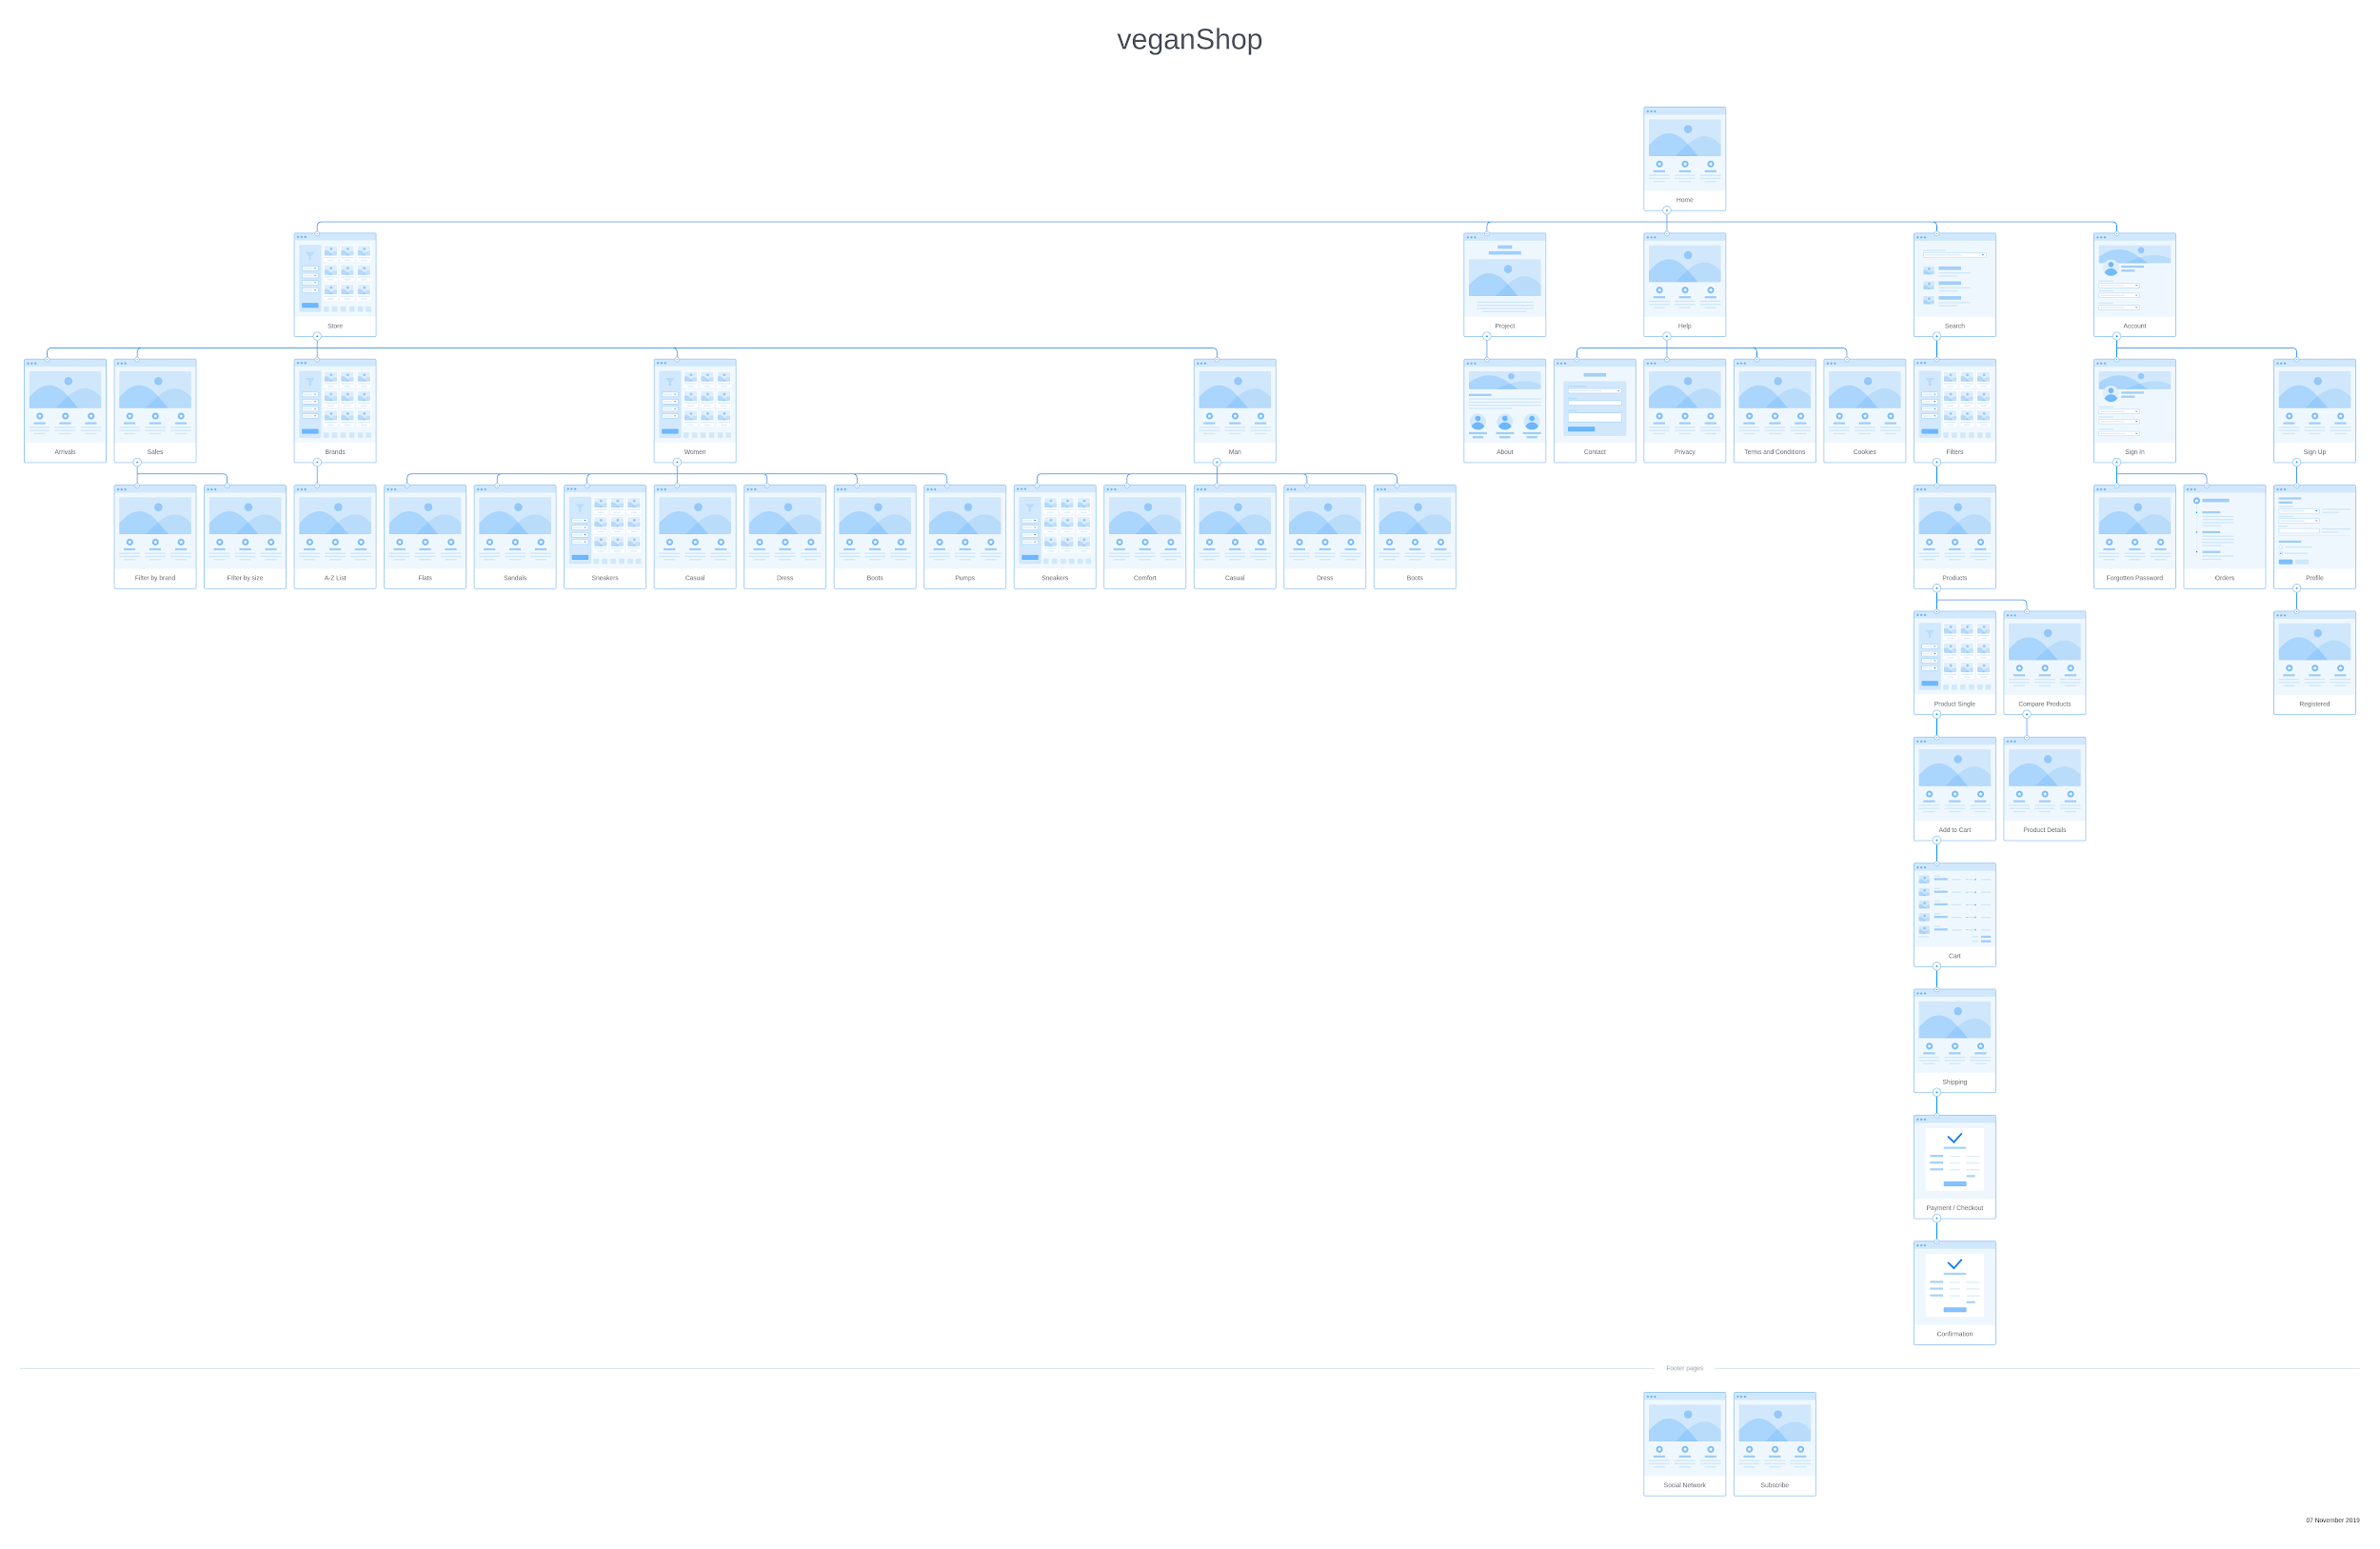 veganShop
Home
Store
Project
Help
Search
Account
Arrivals
Sales
Brands
Women
Man
About
Contact
Privacy
Terms and Conditions
Cookies
Filters
Sign In
Sign Up
Filter by brand
Filter by size
A-Z List
Flats
Sandals
Sneakers
Casual
Dress
Boots
Pumps
Sneakers
Comfort
Casual
Dress
Boots
Products
Forgotten Password
Orders
Profile
Product Single
Compare Products
Registered
Add to Cart
Product Details
Cart
Shipping
Payment / Checkout
Confirmation
Footer pages
Social Network
Subscribe
07 November 2019